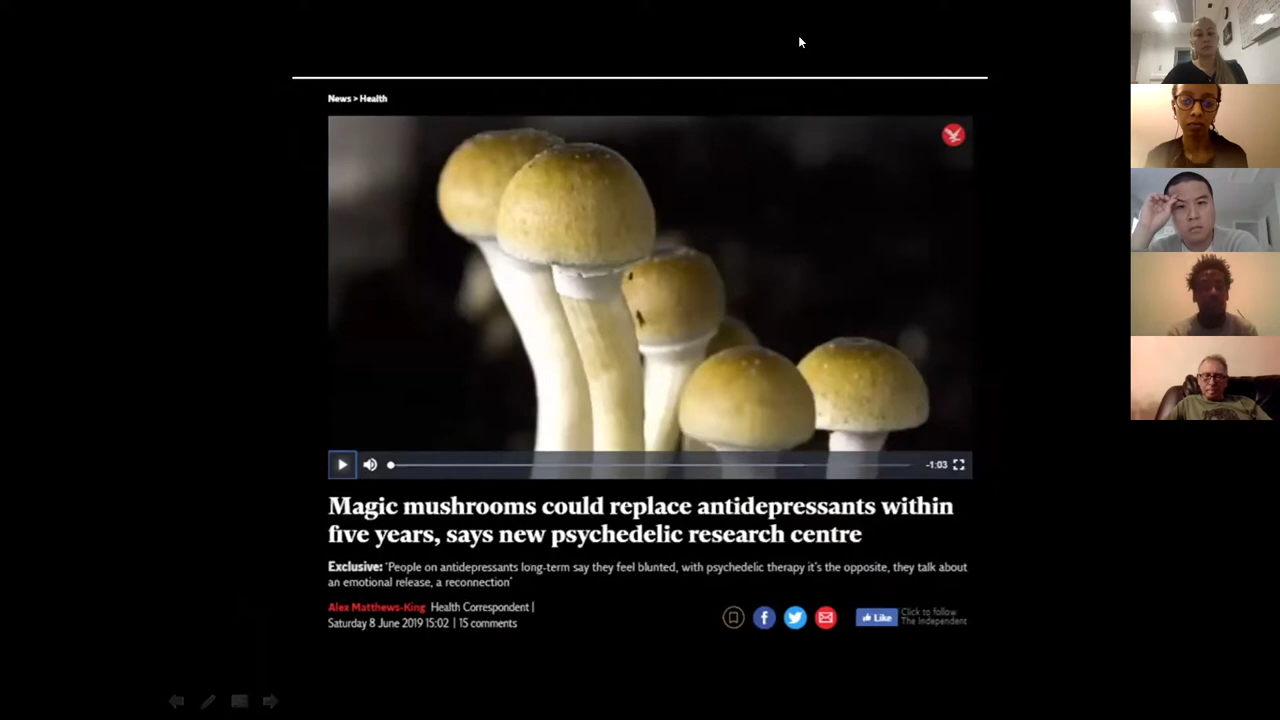 News > Health
-1:03
Magic mushrooms could replace antidepressants within
five years, says new psychedelic research centre
Exclusive: 'People on antidepressants long-term say they feel blunted, with psychedelic therapy it's the opposite, they talk about
an emotional release, a reconnection'
Alex Matthews-King Health Correspondent |
Saturday 8 June 2019 15:02 | 15 comments
Like
Click to follow
The Independent